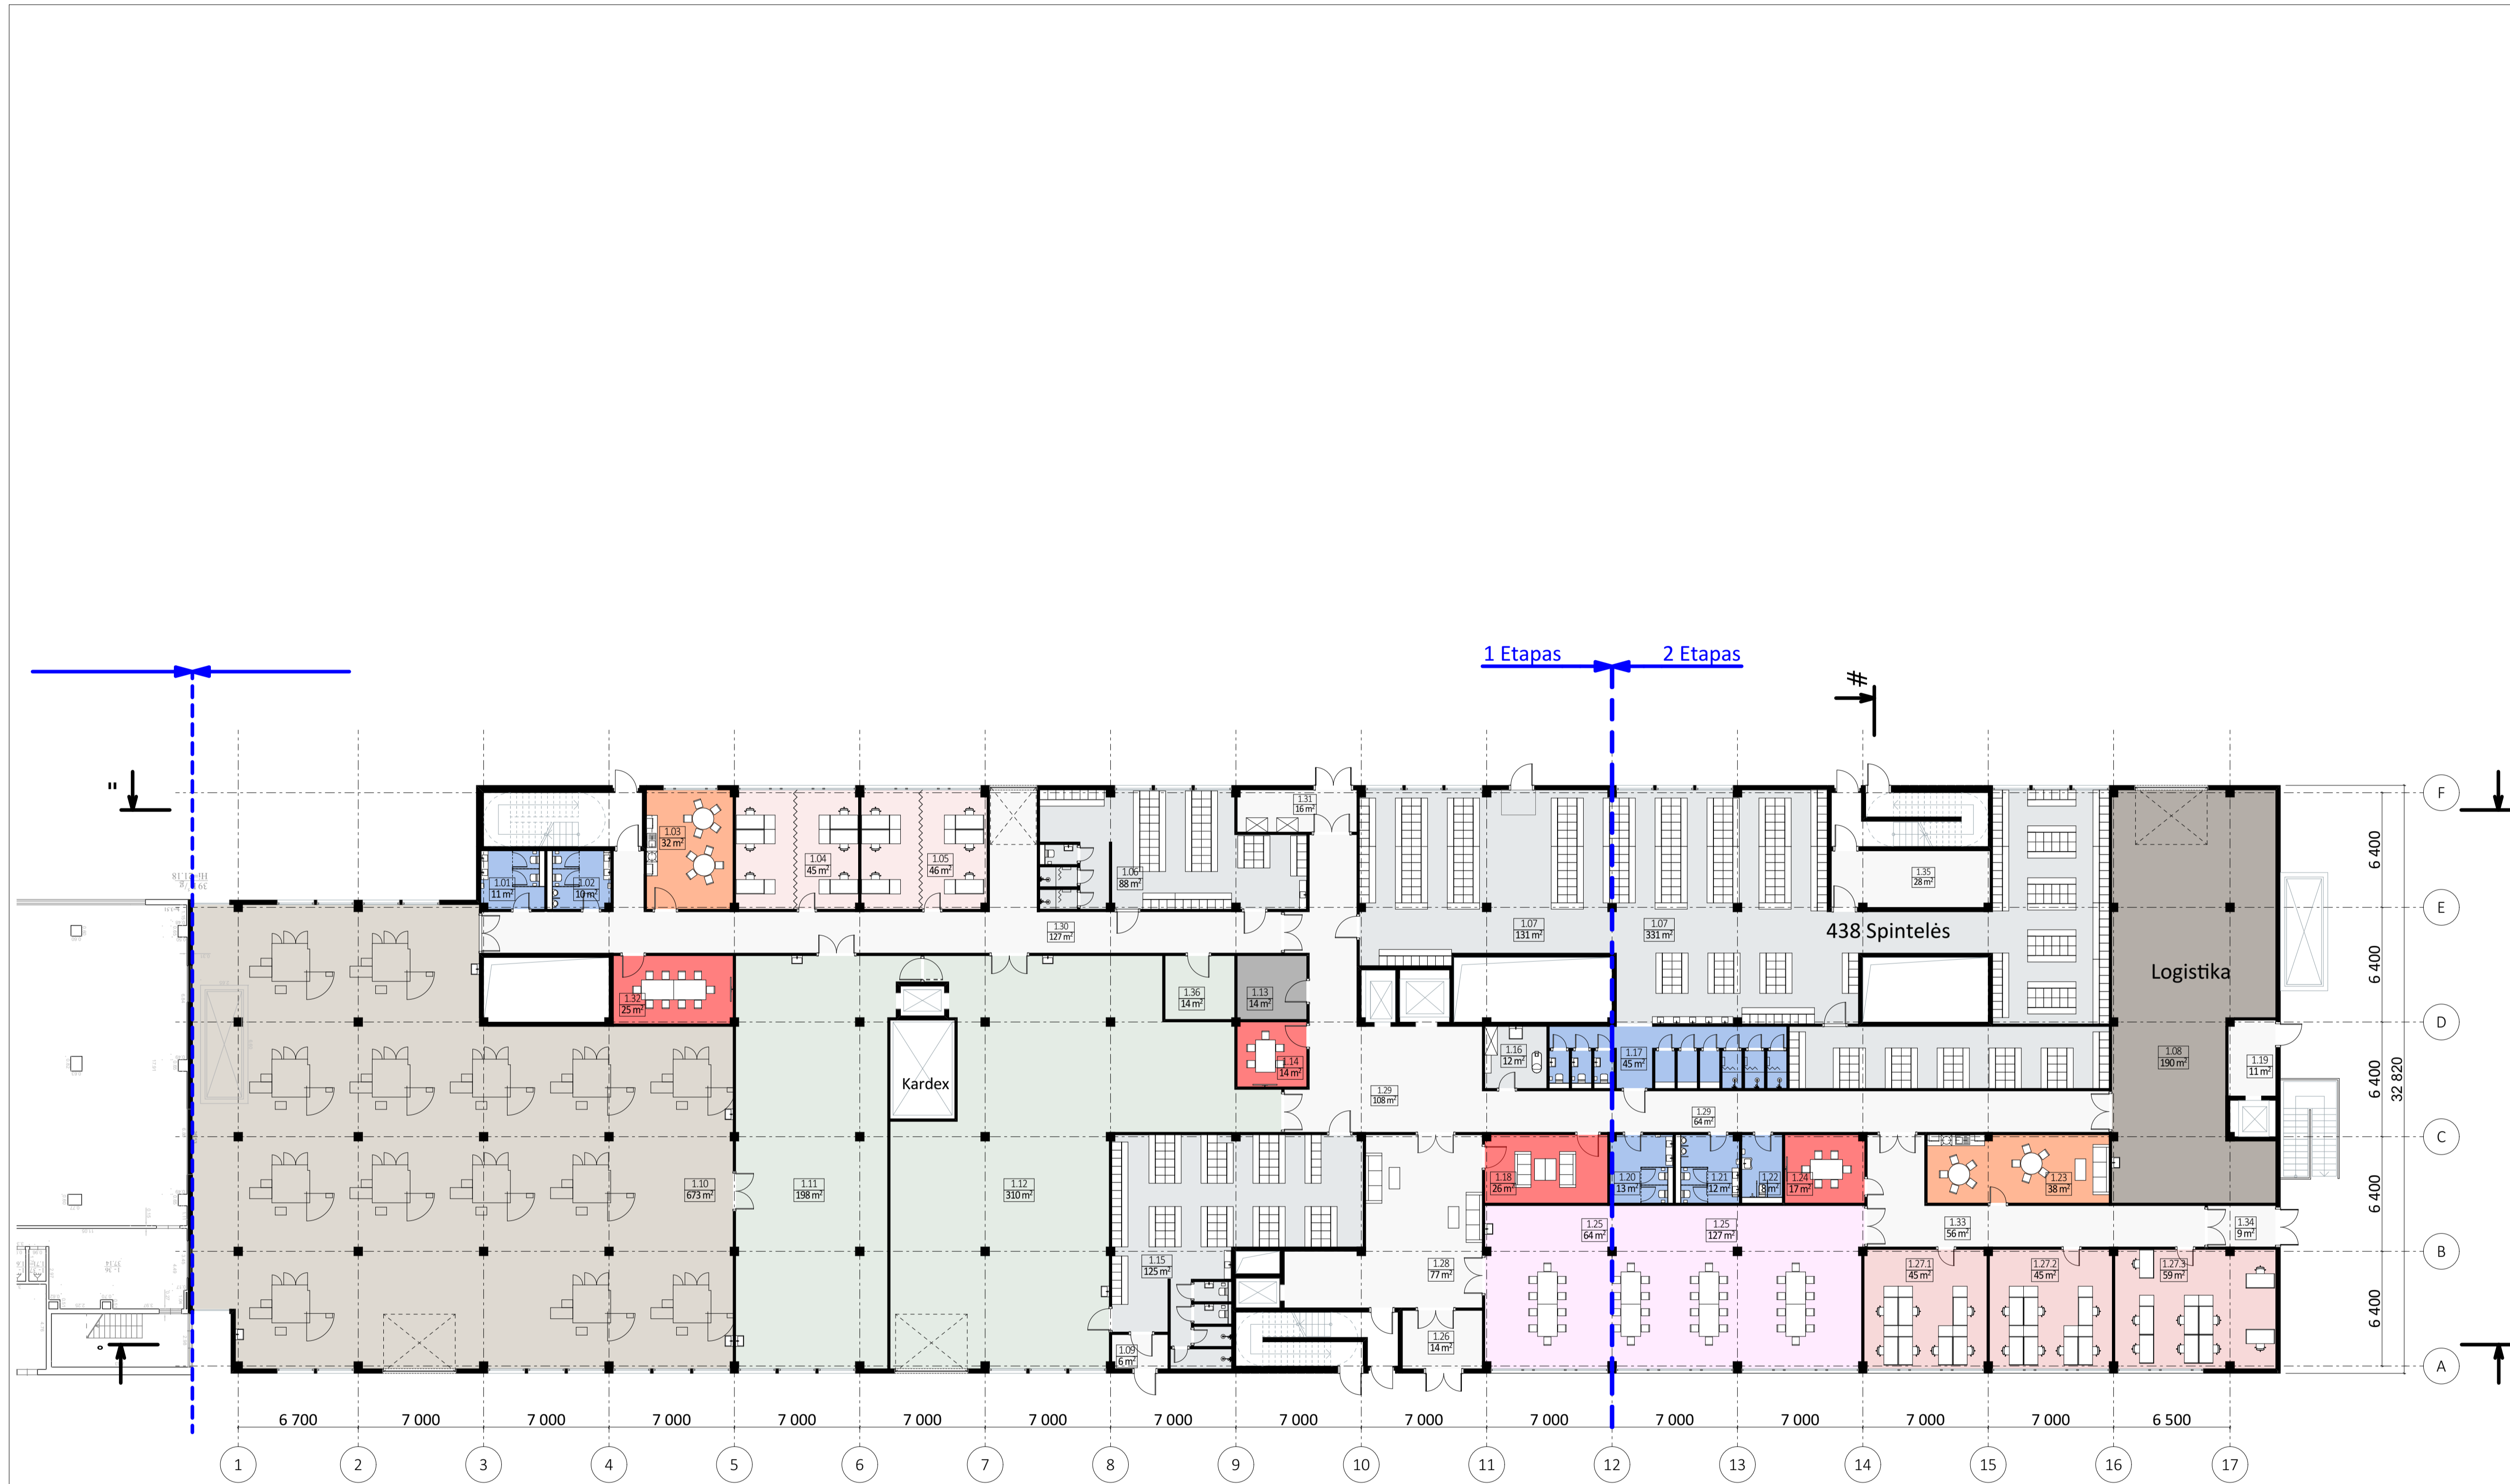 1 Etapas
2 Etapas
#
"
F
1.31
16 m²
1.03
32 m²
1.04
45 m²
1.05
46 m²
1.06
88 m²
1.01
11 m²
1.02
10 m²
1.35
28 m²
6 400
E
1.30
127 m²
1.07
131 m²
1.07
331 m²
438 Spintelės
Logistika
6 400
1.32
25 m²
1.36
14 m²
1.13
14 m²
D
Kardex
1.14
14 m²
1.16
12 m²
1.17
45 m²
1.08
190 m²
1.19
11 m²
6 400
32 820
1.29
108 m²
1.29
64 m²
C
1.10
673 m²
1.11
198 m²
1.12
310 m²
1.18
26 m²
1.20
13 m²
1.21
12 m²
1.22
8 m²
1.24
17 m²
1.23
38 m²
6 400
1.25
64 m²
1.25
127 m²
1.33
56 m²
1.34
9 m²
B
1.15
125 m²
1.28
77 m²
1.27.1
45 m²
1.27.2
45 m²
1.27.3
59 m²
6 400
1.09
6 m²
1.26
14 m²
A
6 700
7 000
7 000
7 000
7 000
7 000
7 000
7 000
7 000
7 000
7 000
7 000
7 000
7 000
7 000
6 500
1
2
3
4
5
6
7
8
9
10
11
12
13
14
15
16
17